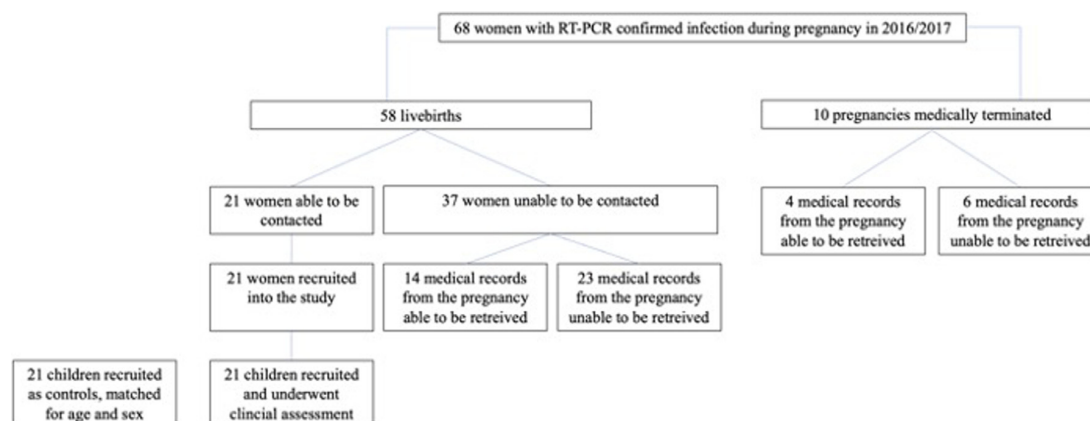 68 women with RT-PCR confirmed infection during pregnancy in 2016/2017
58 livebirths
10 pregnancies medically terminated
21 women able to be
contacted
37 women unable to be contacted
4 medical records
from the pregnancy
able to be retreived
6 medical records
from the pregnancy
unable to be retreived
21 women recruited
into the study
14 medical records
from the pregnancy
able to be retreived
23 medical records
from the pregnancy
unable to be retreived
21 children recruited
as controls, matched
for age and sex
21 children recruited
and underwent
clincial assessment